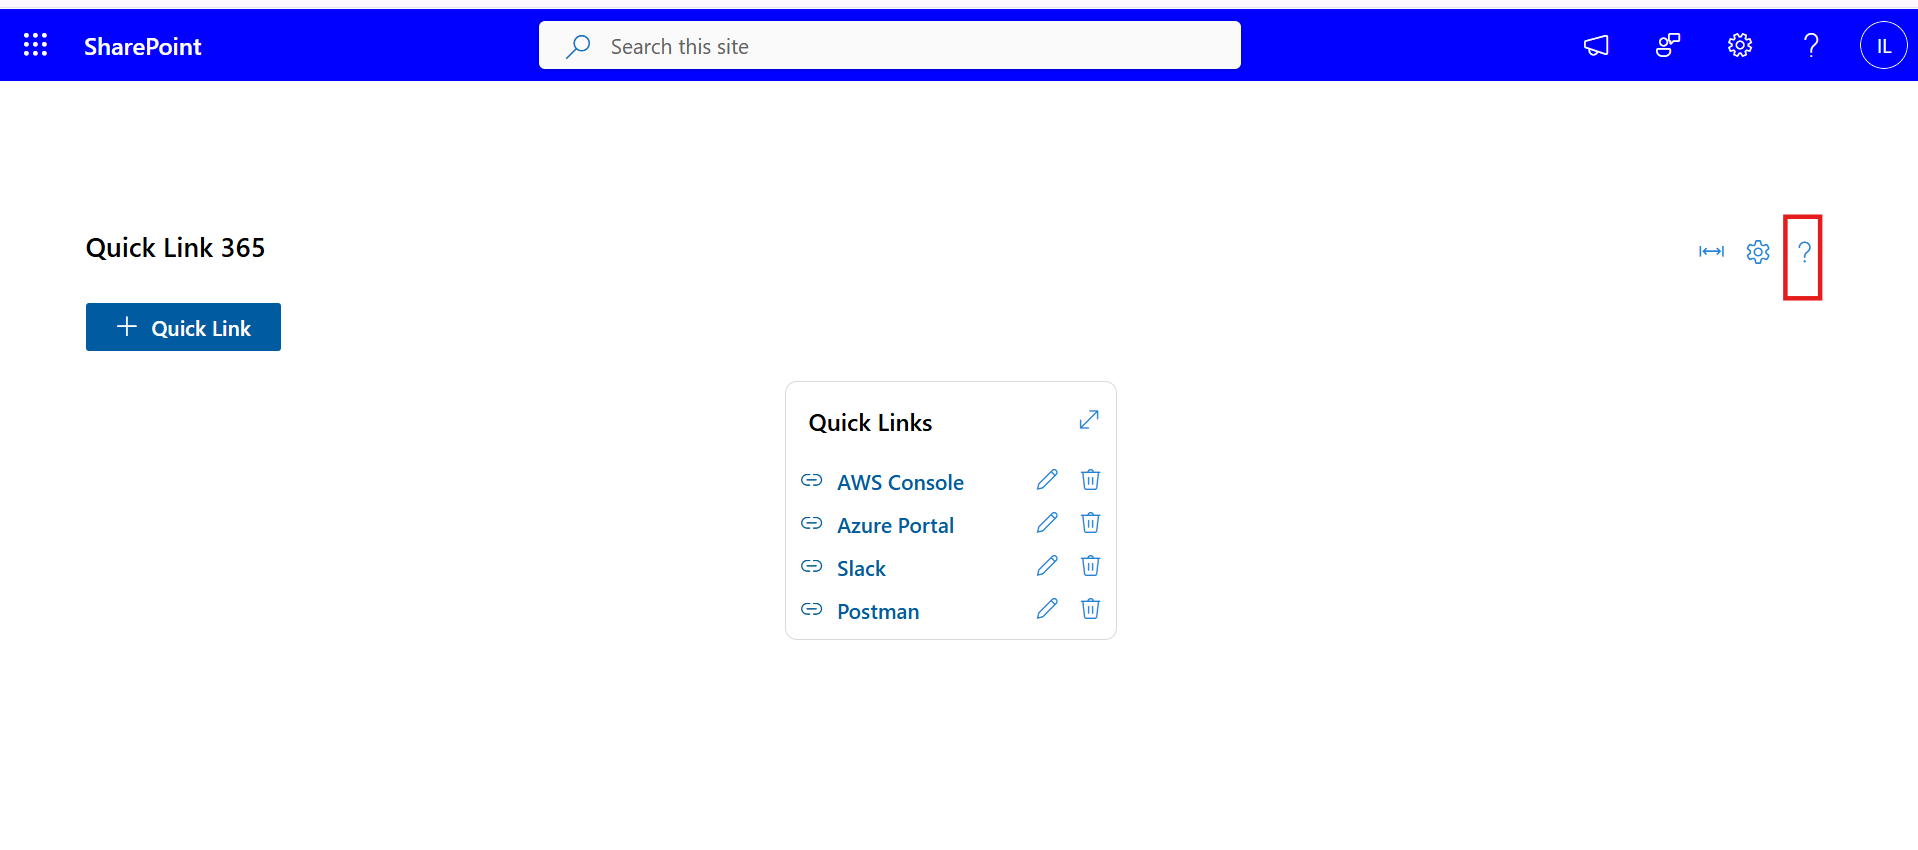 SharePoint
Search this site
IL
Quick Link 365
Quick Link
Quick Links
AWS Console
Azure Portal
Slack
Postman